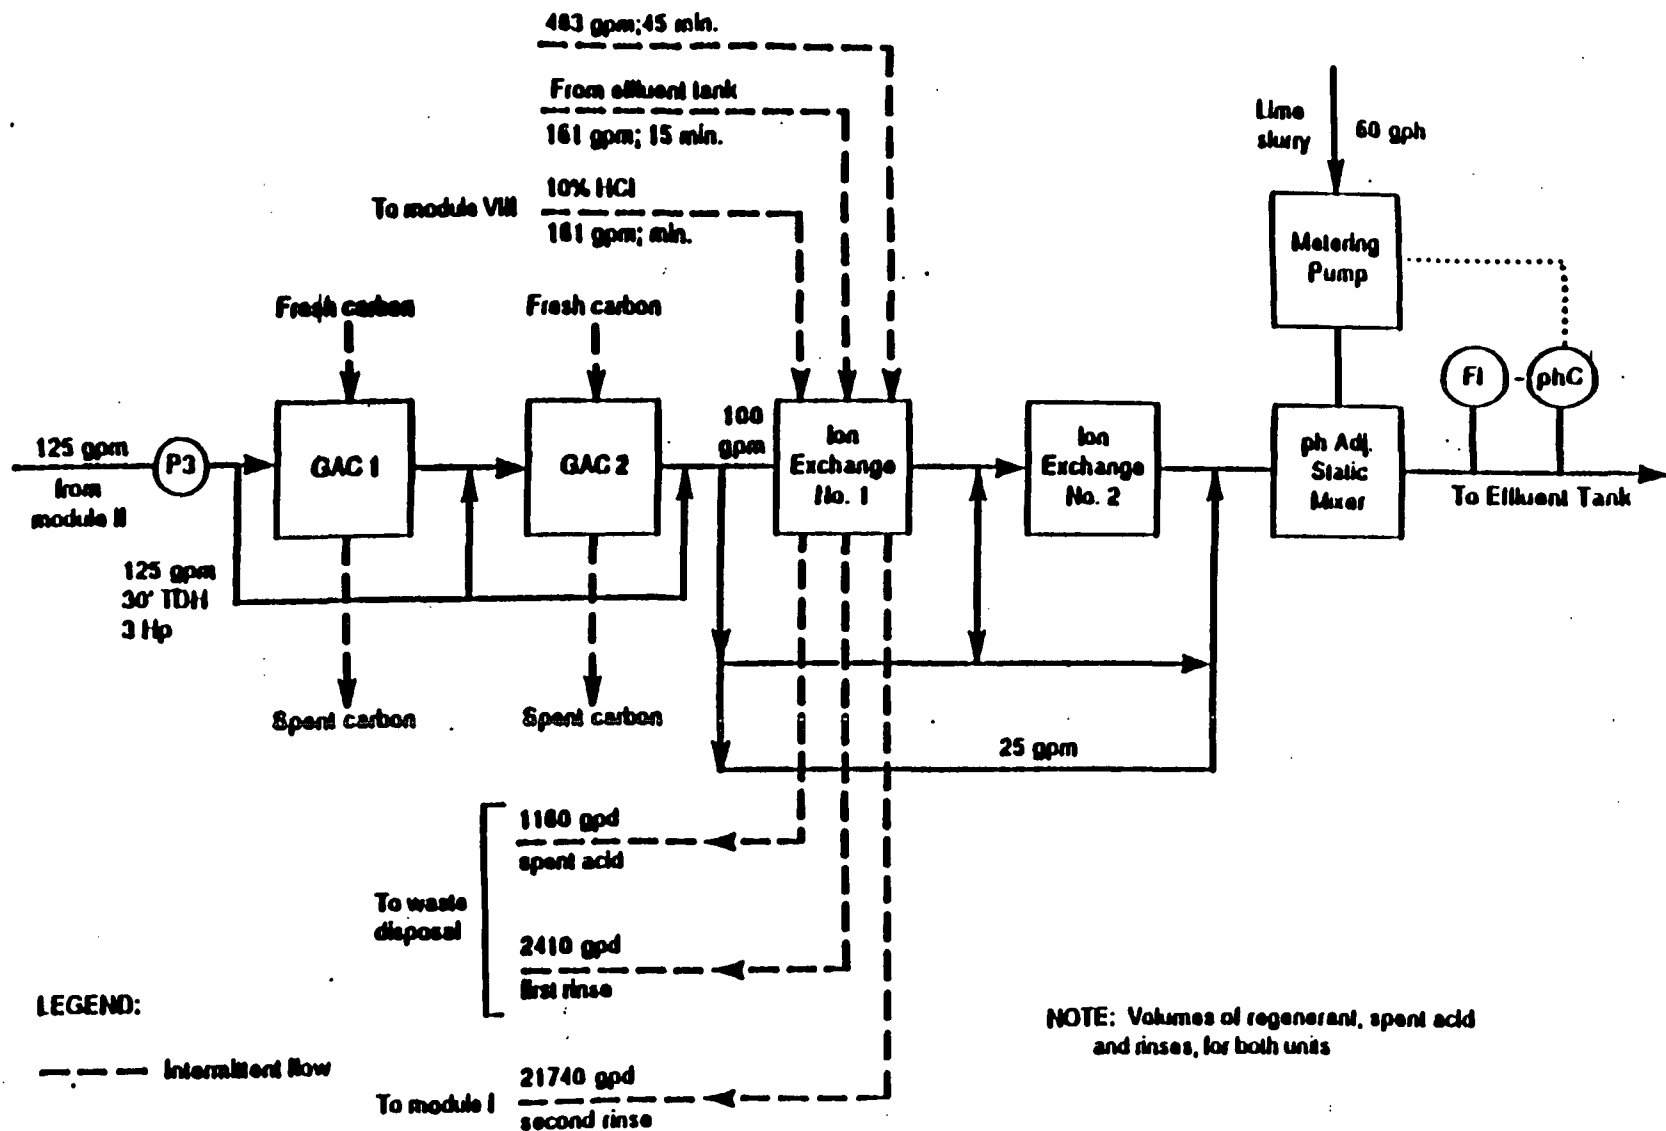 483 gpm;45 min.
From effluent tank
161 gpm; 15 min.
10% HCl
To module VIII
161 gpm; min.
Lime
slurry
60 gph
Metering
Pump
Fresh carbon
Fresh carbon
125 gpm
from
module II
P3
GAC 1
GAC 2
100
gpm
Ion
Exchange
No. 1
Ion
Exchange
No. 2
ph Adj.
Static
Mixer
FI
phC
To Effluent Tank
125 gpm
30' TDH
3 Hp
Spent carbon
Spent carbon
25 gpm
1160 gpd
spent acid
To waste
disposal
2410 gpd
first rinse
LEGEND:
Intermittent flow
To module I
21740 gpd
second rinse
NOTE: Volumes of regenerant, spent acid
and rinses, for both units